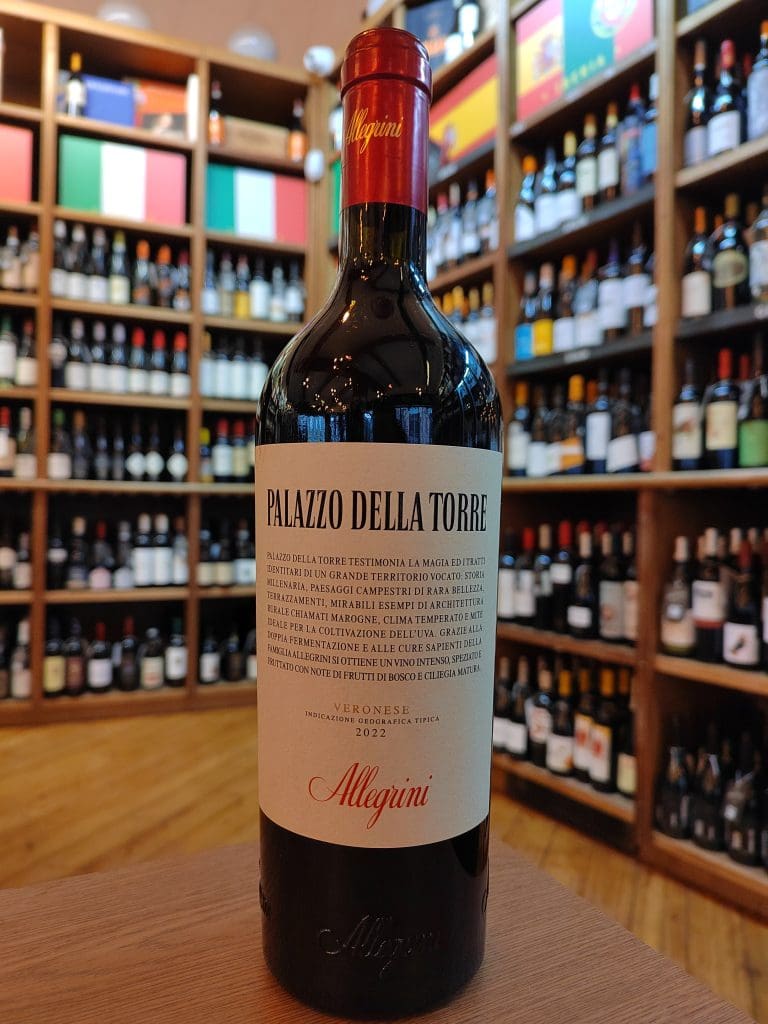 Allegrini
PALAZZO DELLA TORRE
PALAZZO DELLA TORRE TESTIMONIA LA MAGIA ED I TRATTI
IDENTITARI DI UN GRANDE TERRITORIO VOCATO: STORIA
MILLENARIA, PAESAGGI CAMPESTRI DI RARA BELLEZZA,
TERRAZZAMENTI, MIRABILI ESEMPI DI ARCHITETTURA
RURALE CHIAMATI MAROGNE, CLIMA TEMPERATO E MITE
IDEALE PER LA COLTIVAZIONE DELL'UVA. GRAZIE ALLA
DOPPIA FERMENTAZIONE E ALLE CURE SAPIENTI DELLA
FAMIGLIA ALLEGRINI SI OTTIENE UN VINO INTENSO, SPEZIATO E
FRUTTATO CON NOTE DI FRUTTI DI BOSCO E CILIEGIA MATURA.
VERONESE
INDICAZIONE GEOGRAFICA TIPICA
2022
Allegrini
Allegrini